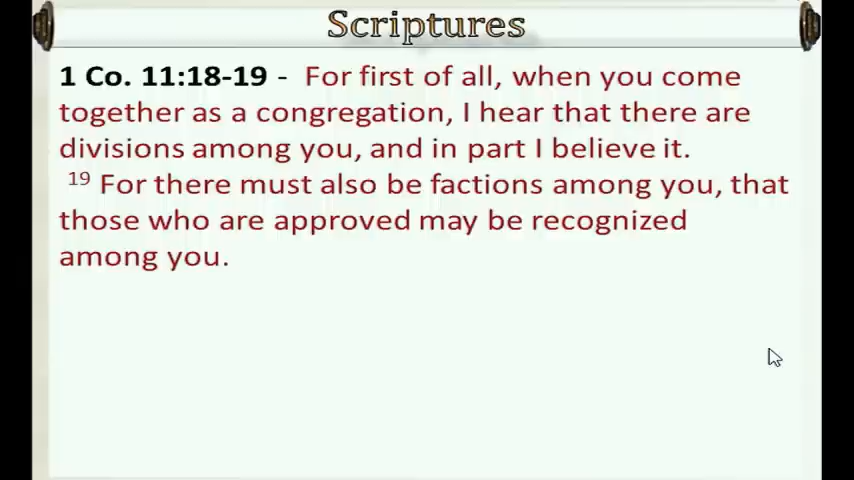 Scriptures
1 Co. 11:18-19 - For first of all, when you come
together as a congregation, I hear that there are
divisions among you, and in part I believe it.
19 For there must also be factions among you, that
those who are approved may be recognized
among you.